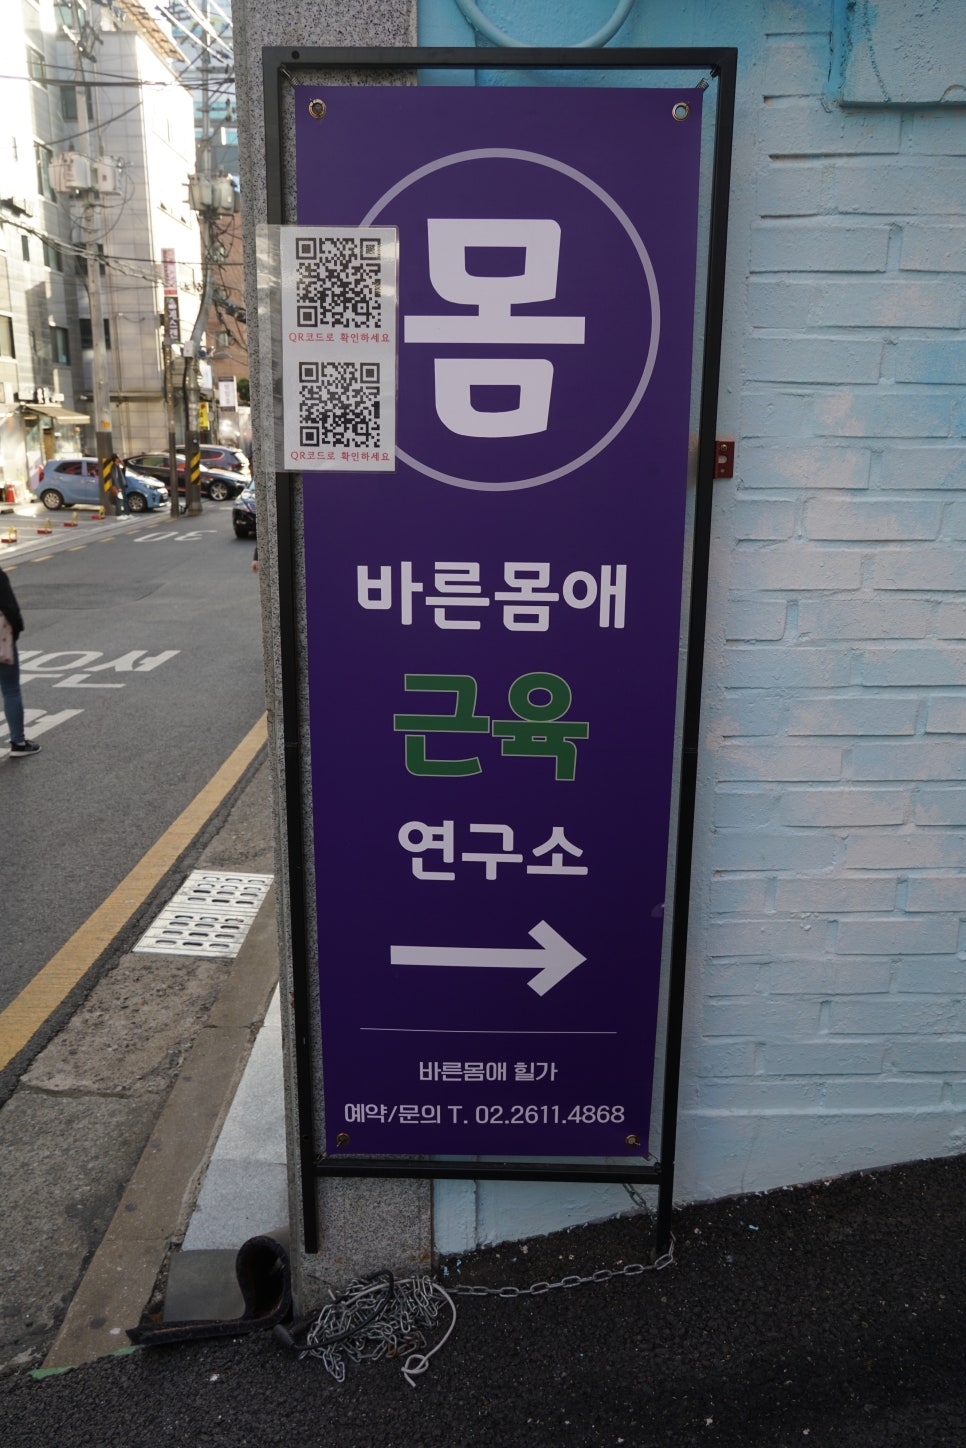 몸
QR코드로 확인하세요
QR코드로 확인하세요
바른몸애
근육
연구소
바른몸애 힐가
예약/문의 T. 02.2611.4868